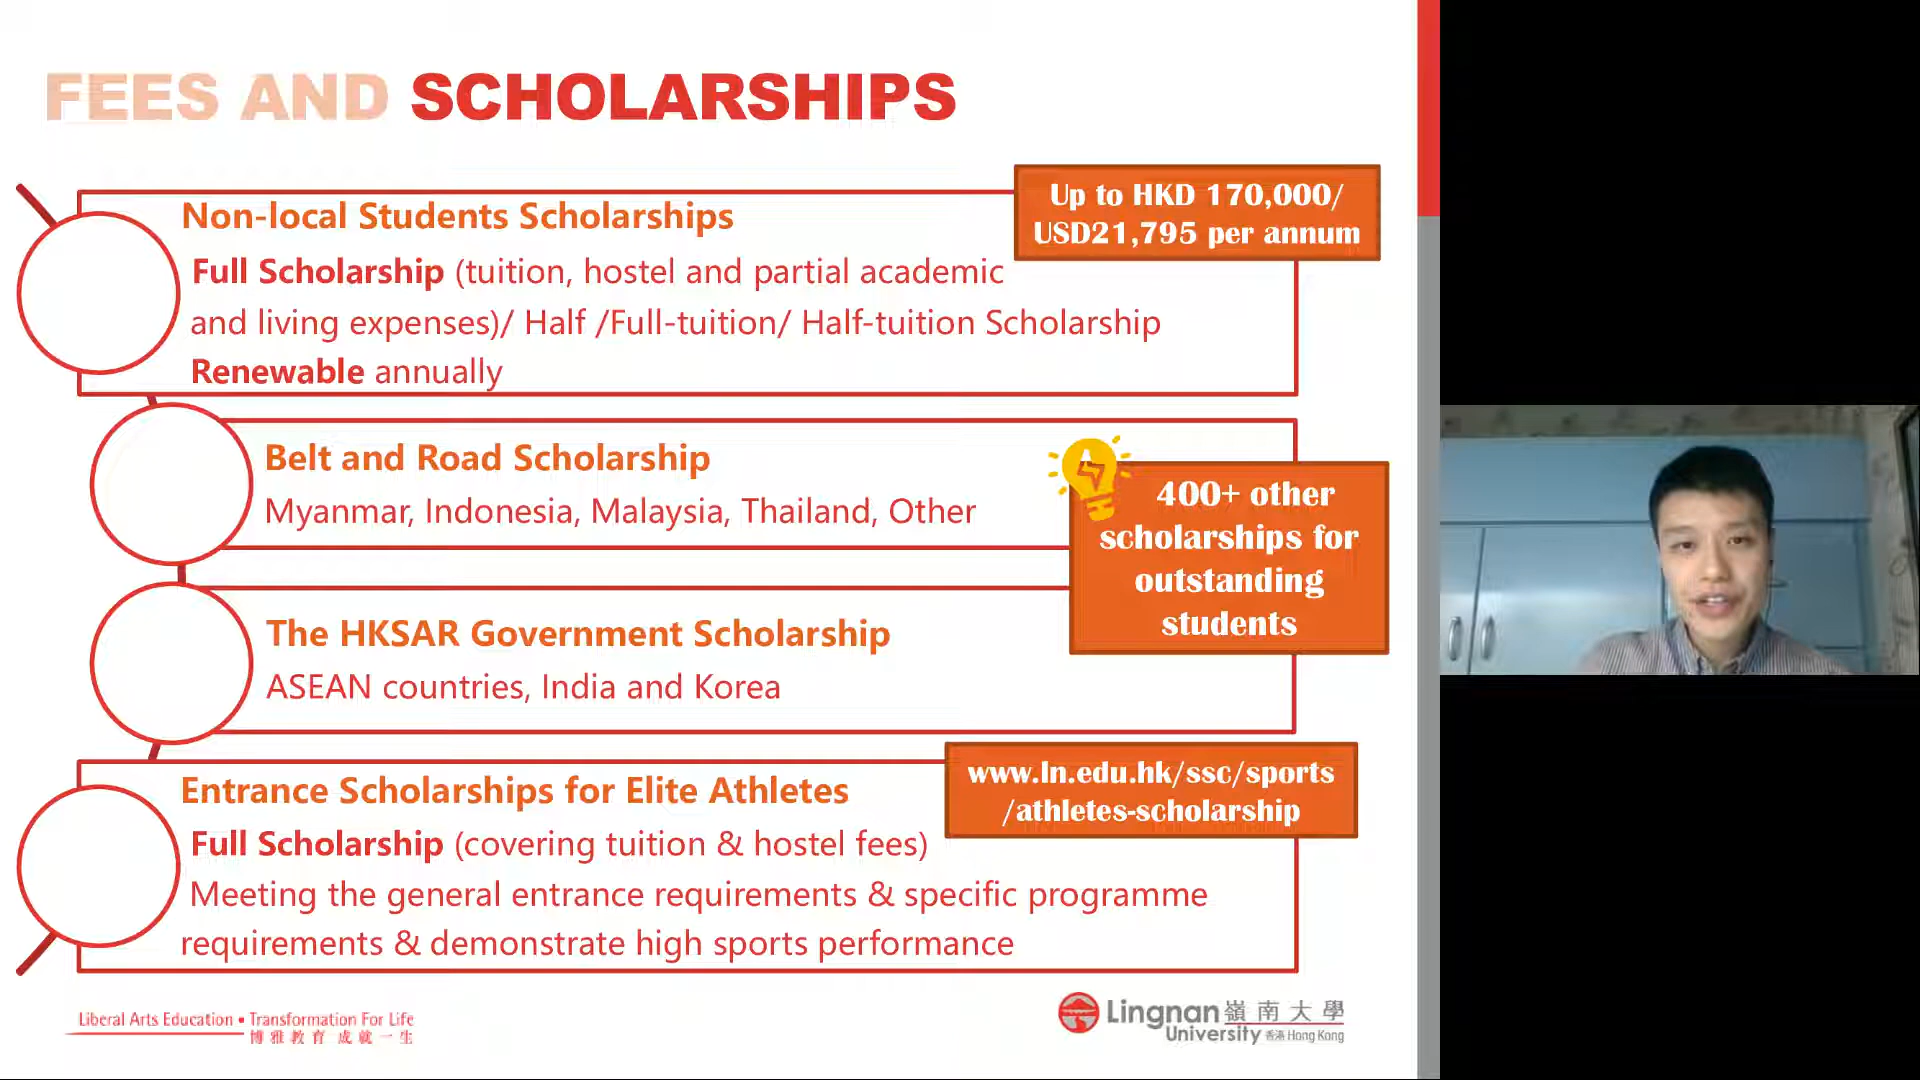 FEES AND SCHOLARSHIPS
Non-local Students Scholarships
Up to HKD 170,000/
USD21,795 per annum
Full Scholarship (tuition, hostel and partial academic
and living expenses)/ Half /Full-tuition/ Half-tuition Scholarship
Renewable annually
Belt and Road Scholarship
Myanmar, Indonesia, Malaysia, Thailand, Other
400+ other
scholarships for
outstanding
students
The HKSAR Government Scholarship
ASEAN countries, India and Korea
Entrance Scholarships for Elite Athletes
www.ln.edu.hk/ssc/sports
/athletes-scholarship
Full Scholarship (covering tuition & hostel fees)
Meeting the general entrance requirements & specific programme
requirements & demonstrate high sports performance
Liberal Arts Education • Transformation For Life
博雅教育 成就一生
Lingnan 嶺南大學
University 香港 Hong Kong